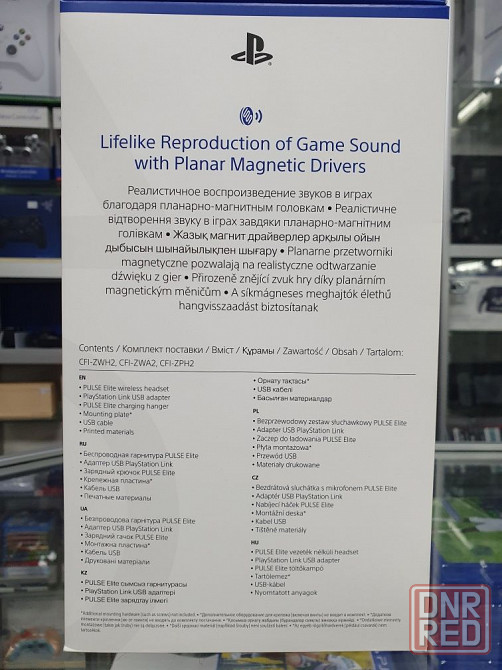 Lifelike Reproduction of Game Sound
with Planar Magnetic Drivers
Реалистичное воспроизведение звуков в играх
благодаря планарно-магнитным головкам • Реалістичне
відтворення звуку в іграх завдяки планарно-магнітним
голівкам • Жазық магнит драйверлер арқылы ойын
дыбысын шынайылықпен шығару • Planarne przetworniki
magnetyczne pozwalają na realistyczne odtwarzanie
dźwięku z gier • Přirozeně znějící zvuk hry díky planárním
magnetickým měničům • A síkmágneses meghajtók élethű
hangvisszaadást biztosítanak
Contents / Комплект поставки / Вміст / Құрамы / Zawartość / Obsah / Tartalom:
CFI-ZWH2, CFI-ZWA2, CFI-ZPH2
EN
• PULSE Elite wireless headset
• PlayStation Link USB adapter
• PULSE Elite charging hanger
• Mounting plate*
• USB cable
• Printed materials
RU
• Беспроводная гарнитура PULSE Elite
• Адаптер USB PlayStation Link
• Зарядный крючок PULSE Elite
• Крепежная пластина*
• Кабель USB
• Печатные материалы
UA
• Безпроводова гарнітура PULSE Elite
• Адаптер USB PlayStation Link
• Зарядний гачок PULSE Elite
• Монтажна пластина*
• Кабель USB
• Друковані матеріали
KZ
• PULSE Elite сымсыз гарнитурасы
• PlayStation Link USB адаптері
• PULSE Elite зарядтау ілмегі
• Орнату тақтасы*
• USB кабелі
• Басылған материалдар
PL
• Bezprzewodowy zestaw słuchawkowy PULSE Elite
• Adapter USB PlayStation Link
• Zaczep do ładowania PULSE Elite
• Płyta montażowa*
• Przewód USB
• Materiały drukowane
CZ
• Bezdrátová sluchátka s mikrofonem PULSE Elite
• Adaptér USB PlayStation Link
• Nabíjecí háček PULSE Elite
• Montážní deska*
• Kabel USB
• Tištěné materiály
HU
• PULSE Elite vezeték nélküli headset
• PlayStation Link USB-adapter
• PULSE Elite töltőkampó
• Tartólemez*
• USB-kábel
• Nyomtatott anyagok
DNR
RED